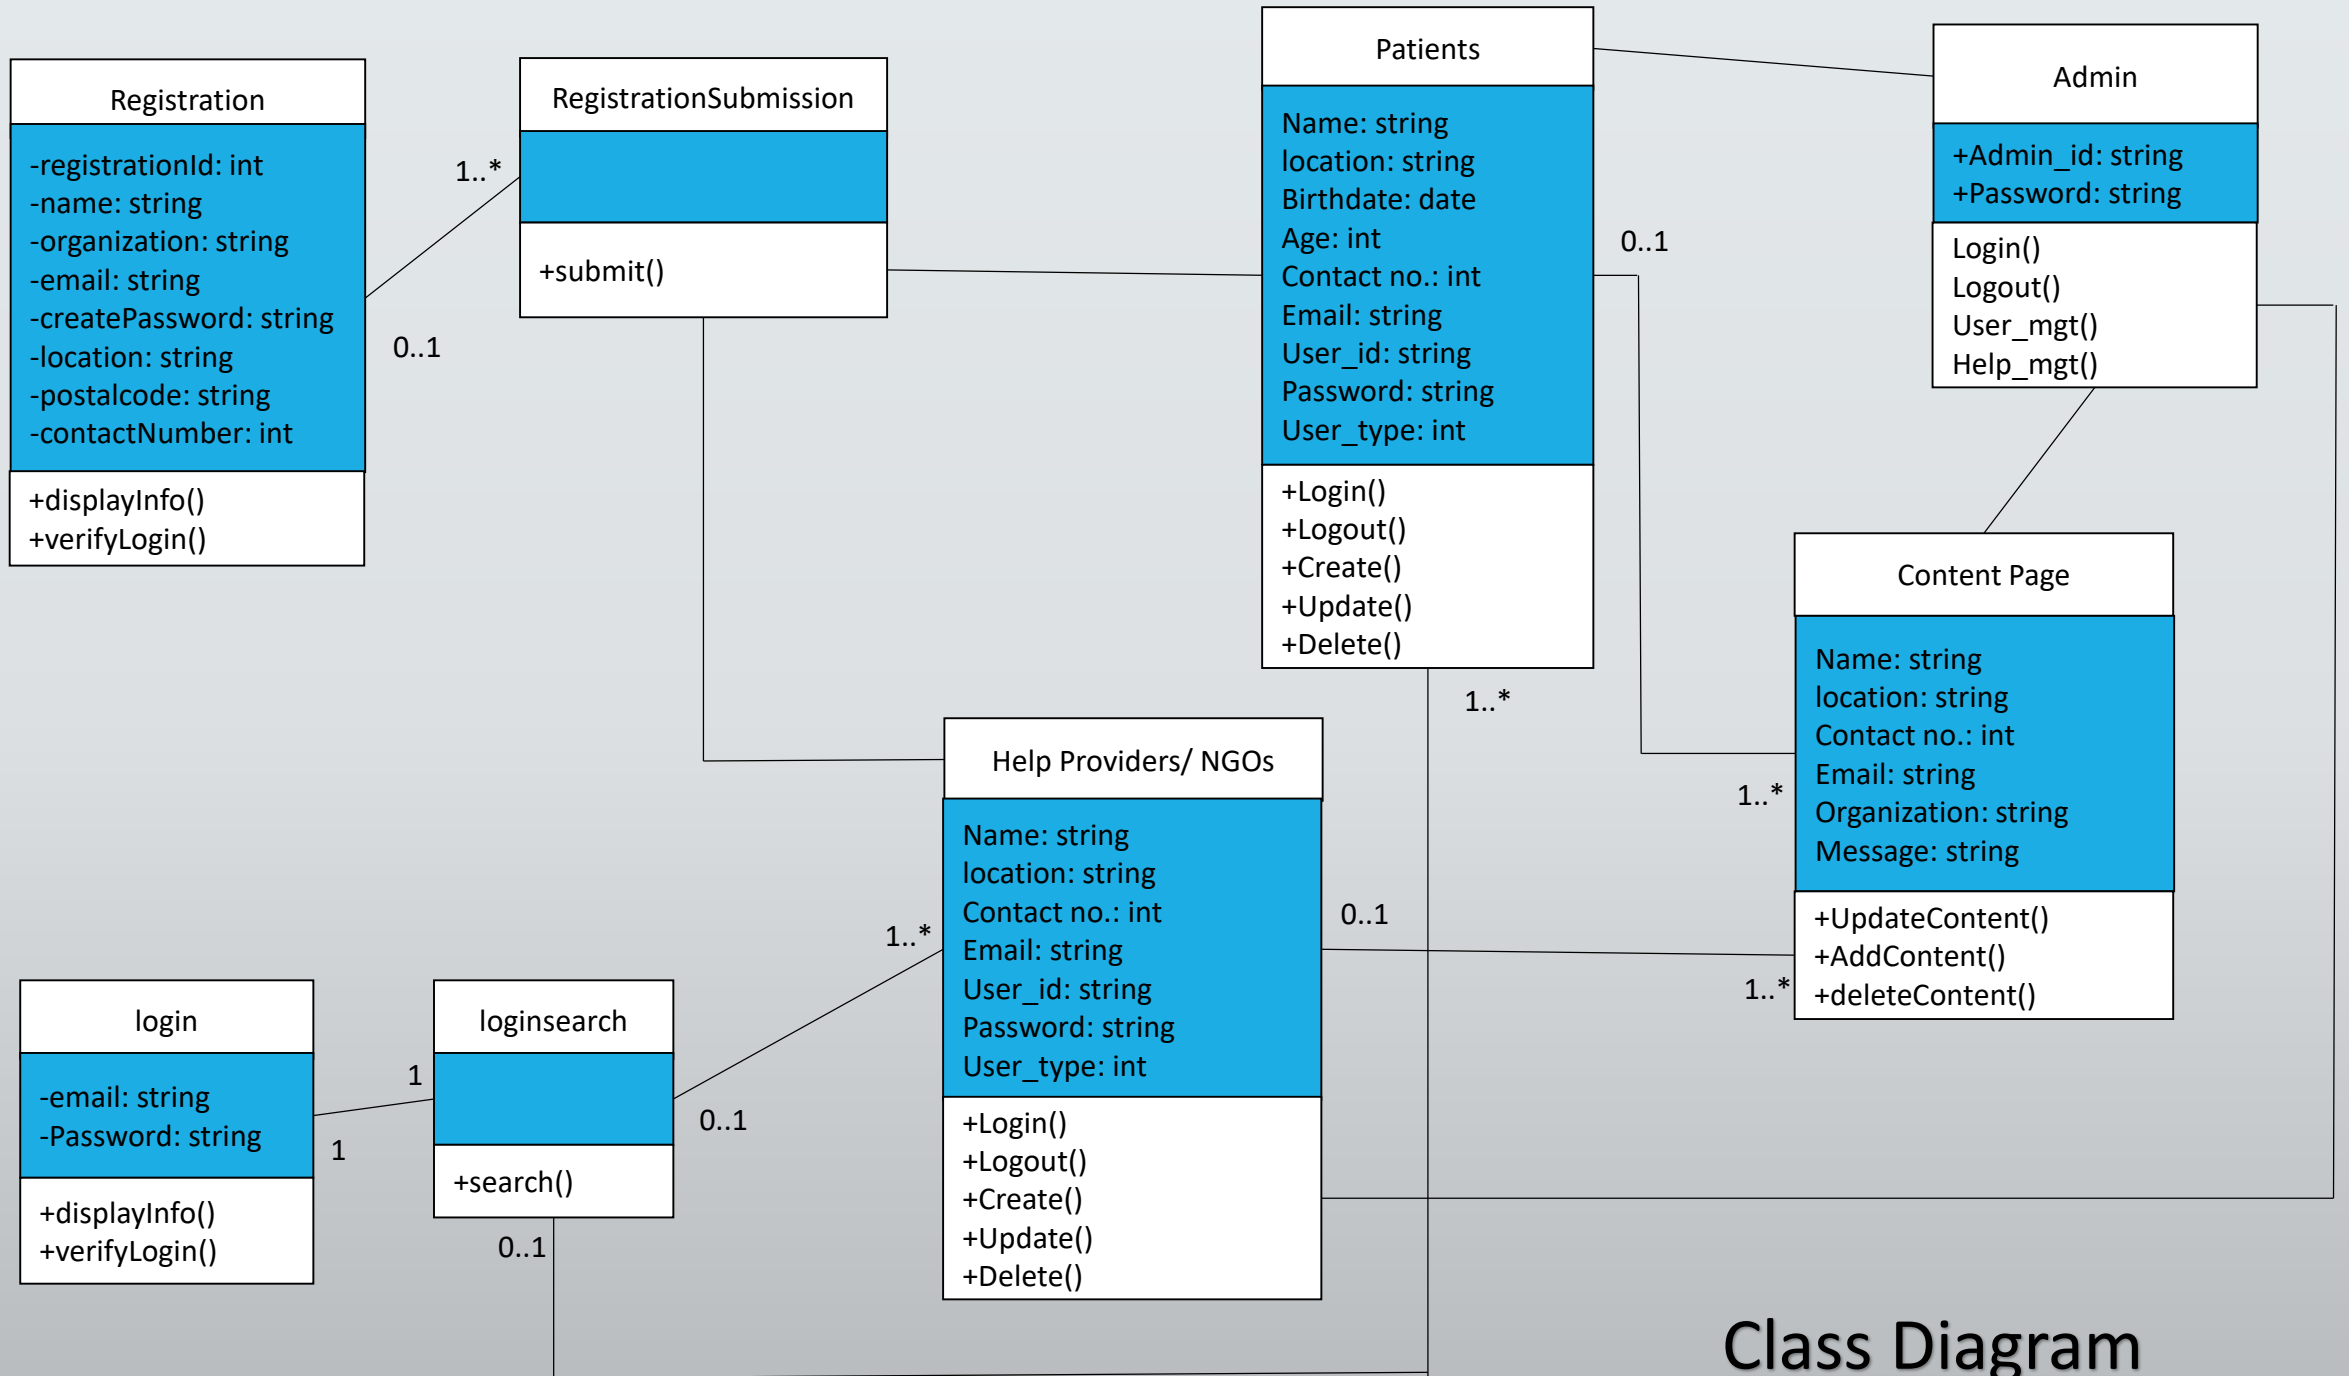 Registration
-registrationId: int
-name: string
-organization: string
-email: string
-createPassword: string
-location: string
-postalcode: string
-contactNumber: int
+displayInfo()
+verifyLogin()
1..*
0..1
RegistrationSubmission
+submit()
Patients
Name: string
location: string
Birthdate: date
Age: int
Contact no.: int
Email: string
User_id: string
Password: string
User_type: int
+Login()
+Logout()
+Create()
+Update()
+Delete()
0..1
1..*
Admin
+Admin_id: string
+Password: string
Login()
Logout()
User_mgt()
Help_mgt()
Content Page
Name: string
location: string
Contact no.: int
Email: string
Organization: string
Message: string
+UpdateContent()
+AddContent()
+deleteContent()
1..*
1..*
Help Providers/ NGOs
Name: string
location: string
Contact no.: int
Email: string
User_id: string
Password: string
User_type: int
+Login()
+Logout()
+Create()
+Update()
+Delete()
0..1
1..*
login
-email: string
-Password: string
+displayInfo()
+verifyLogin()
1
1
loginsearch
+search()
0..1
0..1
Class Diagram